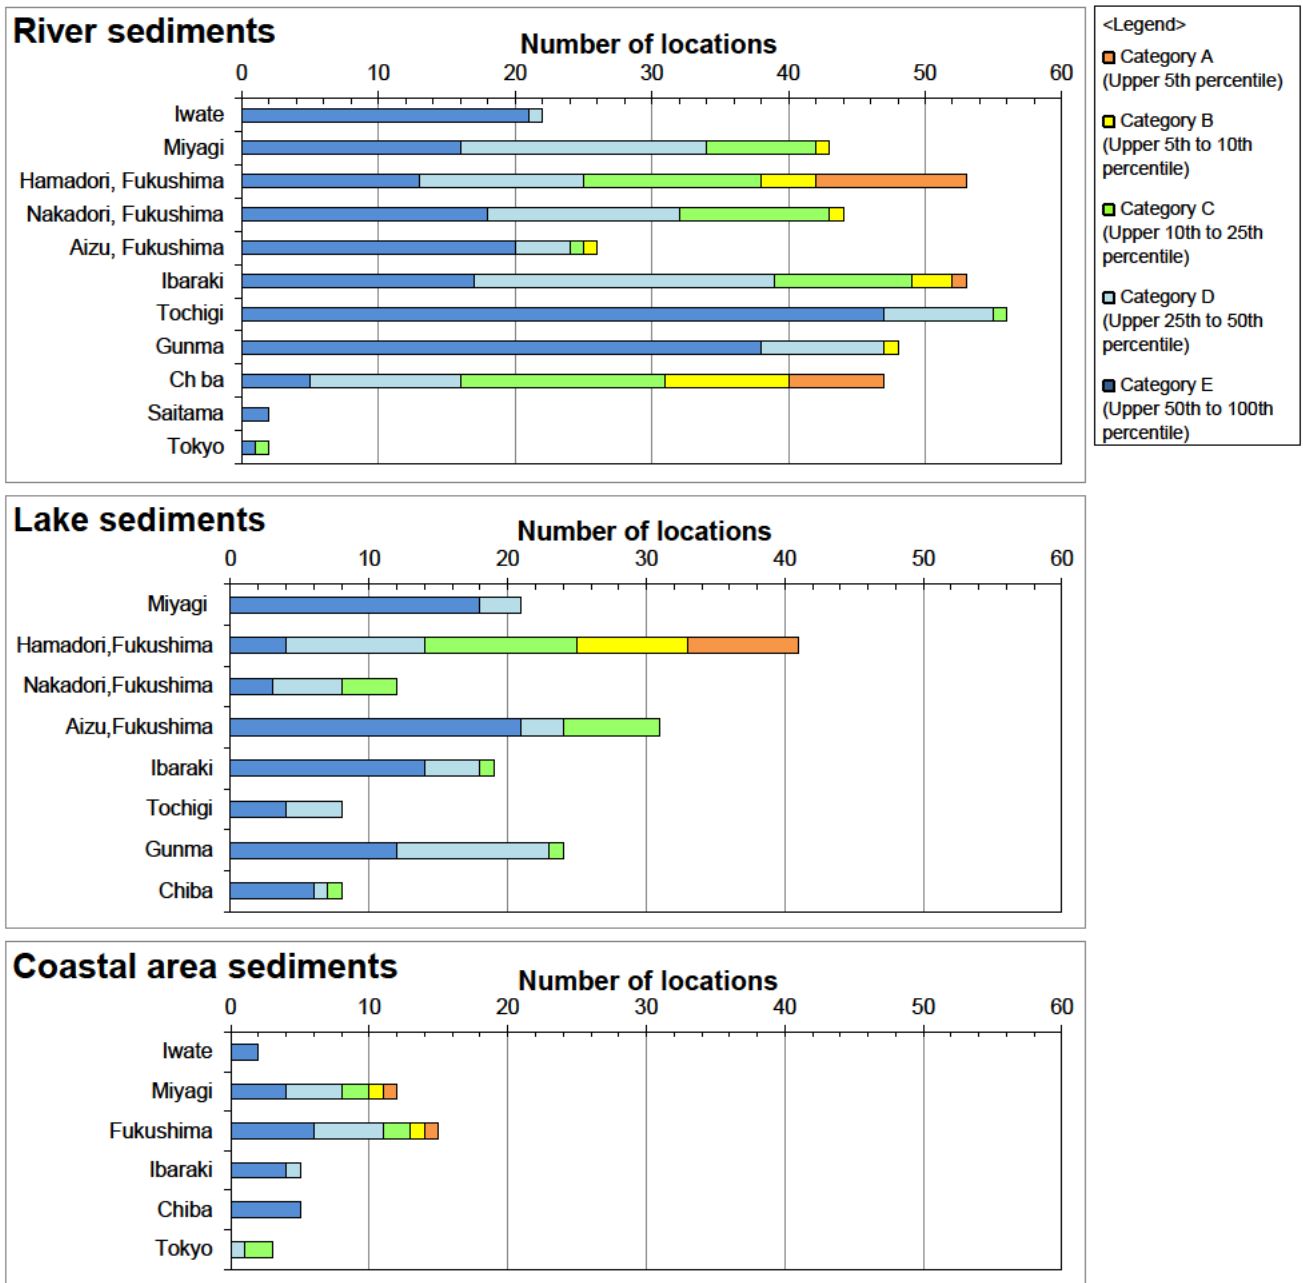 River sediments
Number of locations
0 10 20 30 40 50 60
Iwate
Miyagi
Hamadori, Fukushima
Nakadori, Fukushima
Aizu, Fukushima
Ibaraki
Tochigi
Gunma
Ch ba
Saitama
Tokyo
<Legend>
Category A
(Upper 5th percentile)
Category B
(Upper 5th to 10th
percentile)
Category C
(Upper 10th to 25th
percentile)
Category D
(Upper 25th to 50th
percentile)
Category E
(Upper 50th to 100th
percentile)
Lake sediments
Number of locations
0 10 20 30 40 50 60
Miyagi
Hamadori,Fukushima
Nakadori,Fukushima
Aizu,Fukushima
Ibaraki
Tochigi
Gunma
Chiba
Coastal area sediments
Number of locations
0 10 20 30 40 50 60
Iwate
Miyagi
Fukushima
Ibaraki
Chiba
Tokyo